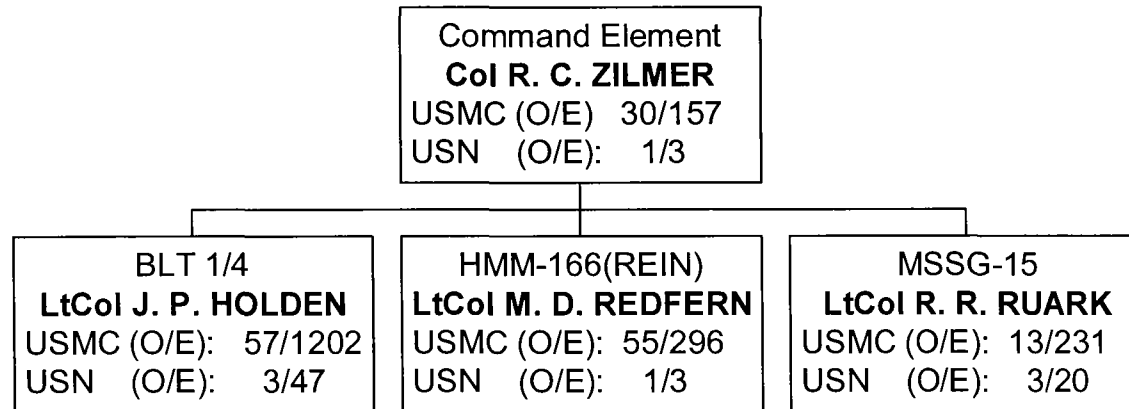 Command Element
Col R. C. ZILMER
USMC (O/E) 30/157
USN (O/E): 1/3
BLT 1/4
LtCol J. P. HOLDEN
USMC (O/E): 57/1202
USN (O/E): 3/47
HMM-166(REIN)
LtCol M. D. REDFERN
USMC (O/E): 55/296
USN (O/E): 1/3
MSSG-15
LtCol R. R. RUARK
USMC (O/E): 13/231
USN (O/E): 3/20